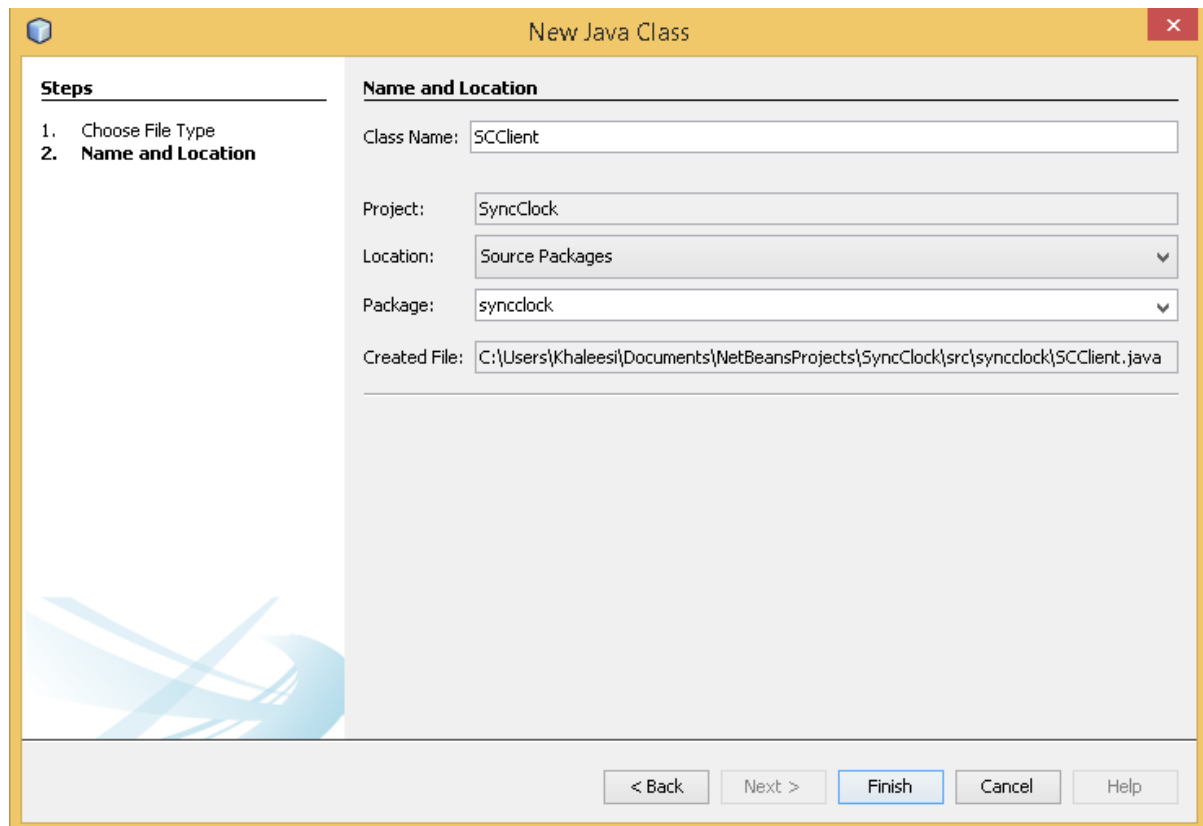 New Java Class
Steps
1. Choose File Type
2. Name and Location
Name and Location
Class Name: SCClient
Project: SyncClock
Location: Source Packages
Package: syncclock
Created File: C:\Users\Khaleesi\Documents\NetBeansProjects\SyncClock\src\syncclock\SCClient.java
< Back Next > Finish Cancel Help